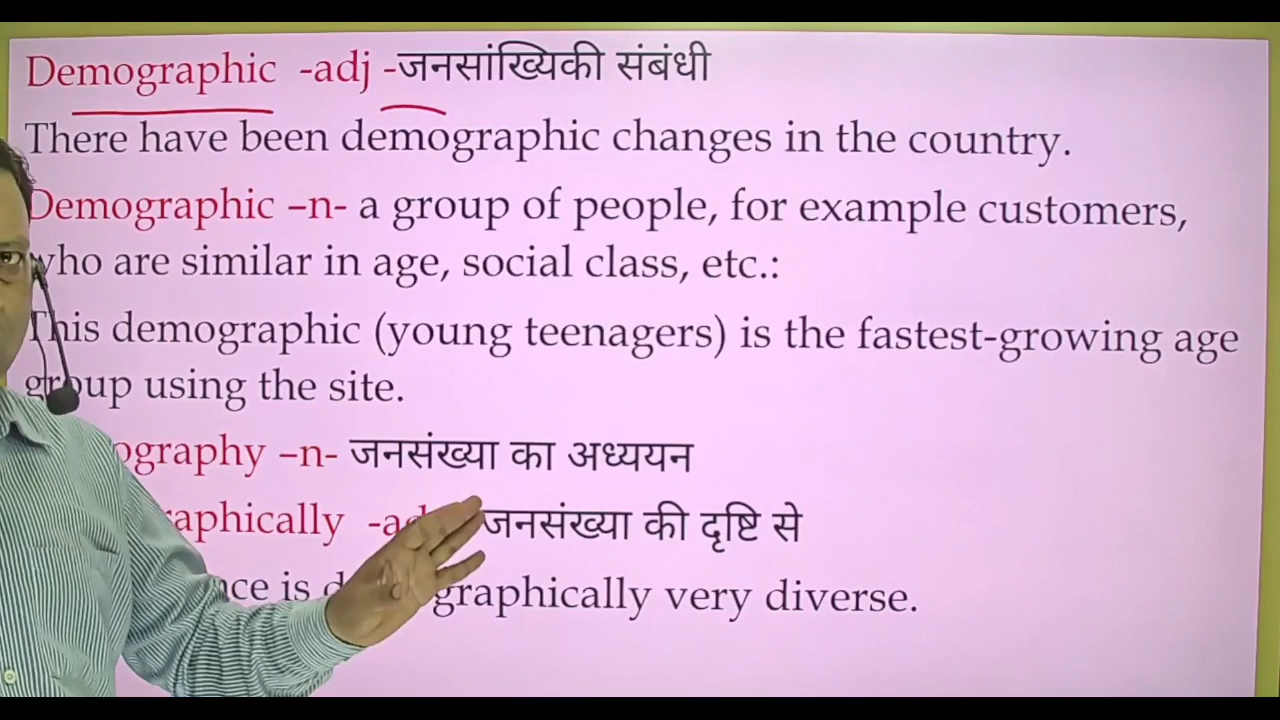 Demographic -adj -जनसांख्यिकी संबंधी
There have been demographic changes in the country.
Demographic –n- a group of people, for example customers,
who are similar in age, social class, etc.:
This demographic (young teenagers) is the fastest-growing age
group using the site.
–n- जनसंख्या का अध्ययन
जनसंख्या की दृष्टि से
is very diverse.